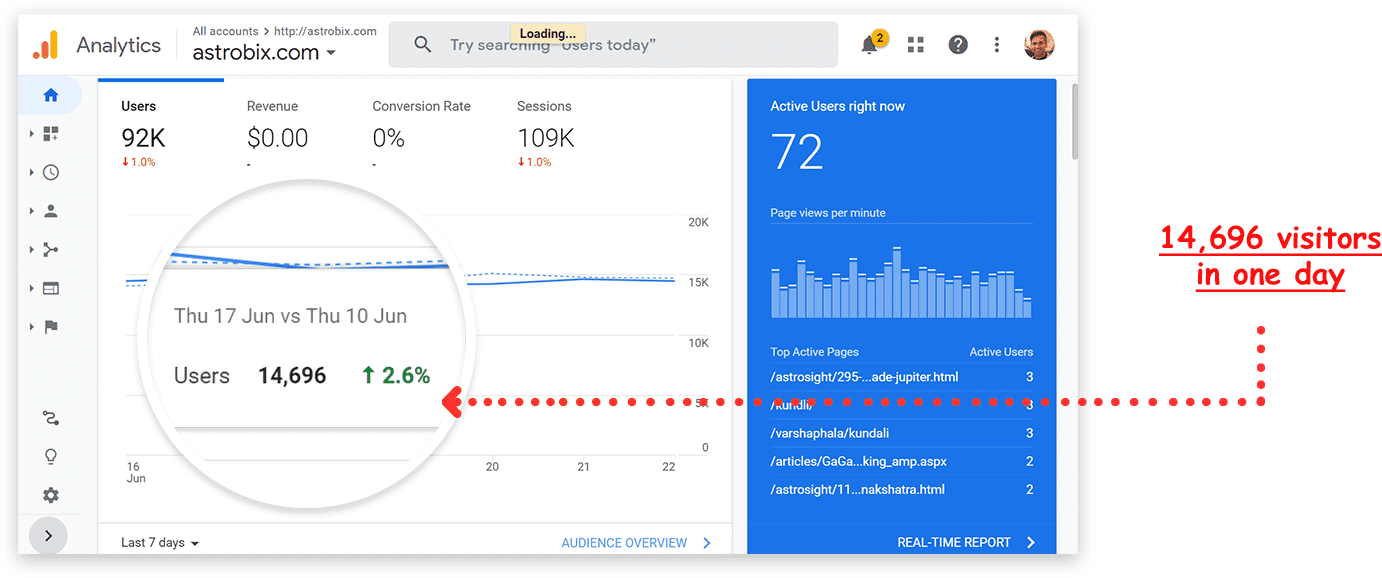 Analytics
All accounts > http://astrobix.com
astrobix.com
Loading...
Try searching "Users today"
2
Users
92K
1.0%
Revenue
$0.00
-
Conversion Rate
0%
-
Sessions
109K
1.0%
20K
15K
10K
5K
0
Thu 17 Jun vs Thu 10 Jun
Users 14,696 2.6%
16
Jun
20
21
22
Last 7 days
AUDIENCE OVERVIEW
Active Users right now
72
Page views per minute
Top Active Pages Active Users
/astrosight/295-...ade-jupiter.html 3
/kundli/ 3
/varshaphala/kundali 3
/articles/GaGa...king_amp.aspx 2
/astrosight/11...nakshatra.html 2
REAL-TIME REPORT
14,696 visitors
in one day